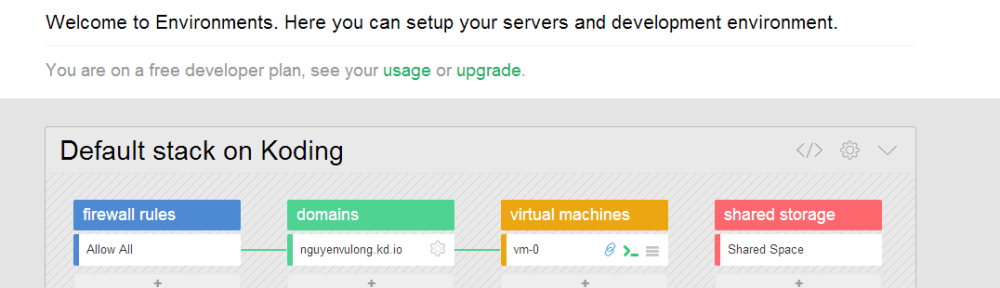 Welcome to Environments. Here you can setup your servers and development environment.
You are on a free developer plan, see your usage or upgrade.
Default stack on Koding
firewall rules domains virtual machines shared storage
Allow All nguyenvulong.kd.io vm-0 Shared Space
+ + + +